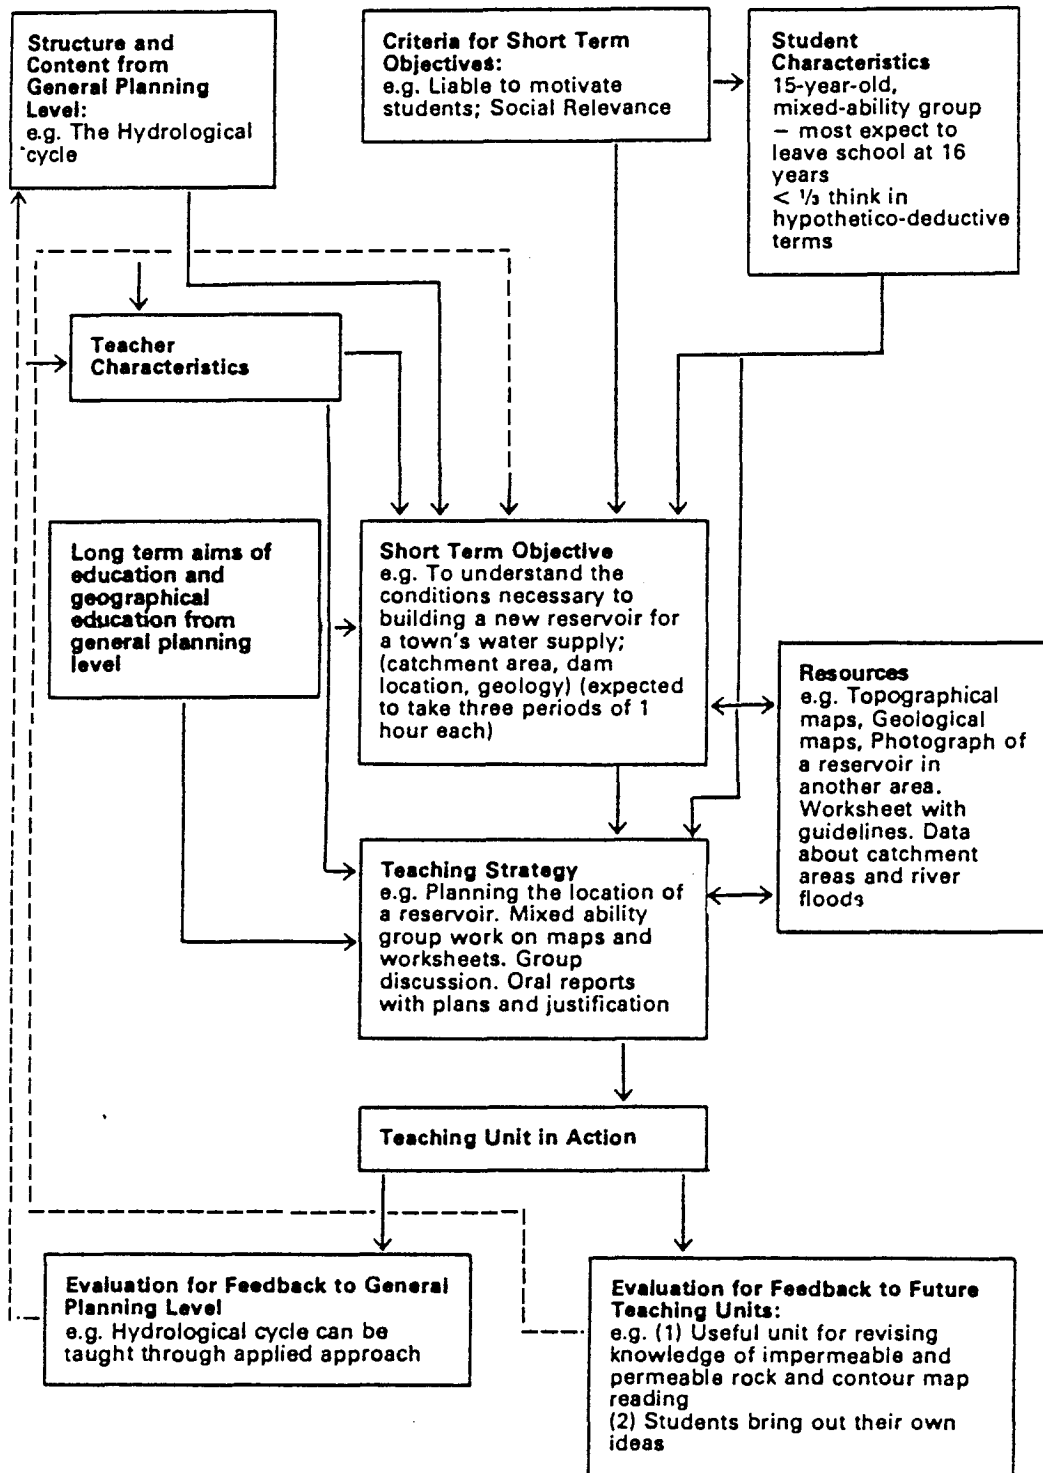 Structure and
Content from
General Planning
Level:
e.g. The Hydrological
cycle
Criteria for Short Term
Objectives:
e.g. Liable to motivate
students; Social Relevance
Student
Characteristics
15-year-old,
mixed-ability group
– most expect to
leave school at 16
years
< 1/3 think in
hypothetico-deductive
terms
Teacher
Characteristics
Long term aims of
education and
geographical
education from
general planning
level
Short Term Objective
e.g. To understand the
conditions necessary to
building a new reservoir for
a town's water supply;
(catchment area, dam
location, geology) (expected
to take three periods of 1
hour each)
Resources
e.g. Topographical
maps, Geological
maps, Photograph of
a reservoir in
another area.
Worksheet with
guidelines. Data
about catchment
areas and river
floods
Teaching Strategy
e.g. Planning the location of
a reservoir. Mixed ability
group work on maps and
worksheets. Group
discussion. Oral reports
with plans and justification
Teaching Unit in Action
Evaluation for Feedback to General
Planning Level
e.g. Hydrological cycle can be
taught through applied approach
Evaluation for Feedback to Future
Teaching Units:
e.g. (1) Useful unit for revising
knowledge of impermeable and
permeable rock and contour map
reading
(2) Students bring out their own
ideas